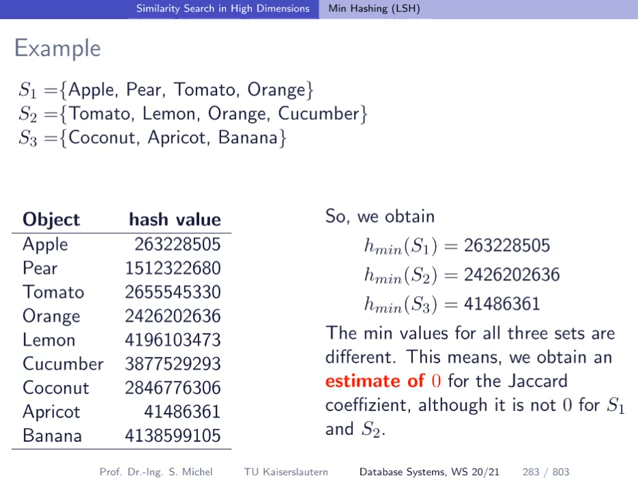 Similarity Search in High Dimensions Min Hashing (LSH)
Example
S1 ={Apple, Pear, Tomato, Orange}
S2 ={Tomato, Lemon, Orange, Cucumber}
S3 ={Coconut, Apricot, Banana}
Object hash value
Apple 263228505
Pear 1512322680
Tomato 2655545330
Orange 2426202636
Lemon 4196103473
Cucumber 3877529293
Coconut 2846776306
Apricot 41486361
Banana 4138599105
So, we obtain
hmin(S1) = 263228505
hmin(S2) = 2426202636
hmin(S3) = 41486361
The min values for all three sets are
different. This means, we obtain an
estimate of 0 for the Jaccard
coeffizient, although it is not 0 for S1
and S2.
Prof. Dr.-Ing. S. Michel TU Kaiserslautern Database Systems, WS 20/21 283 / 803